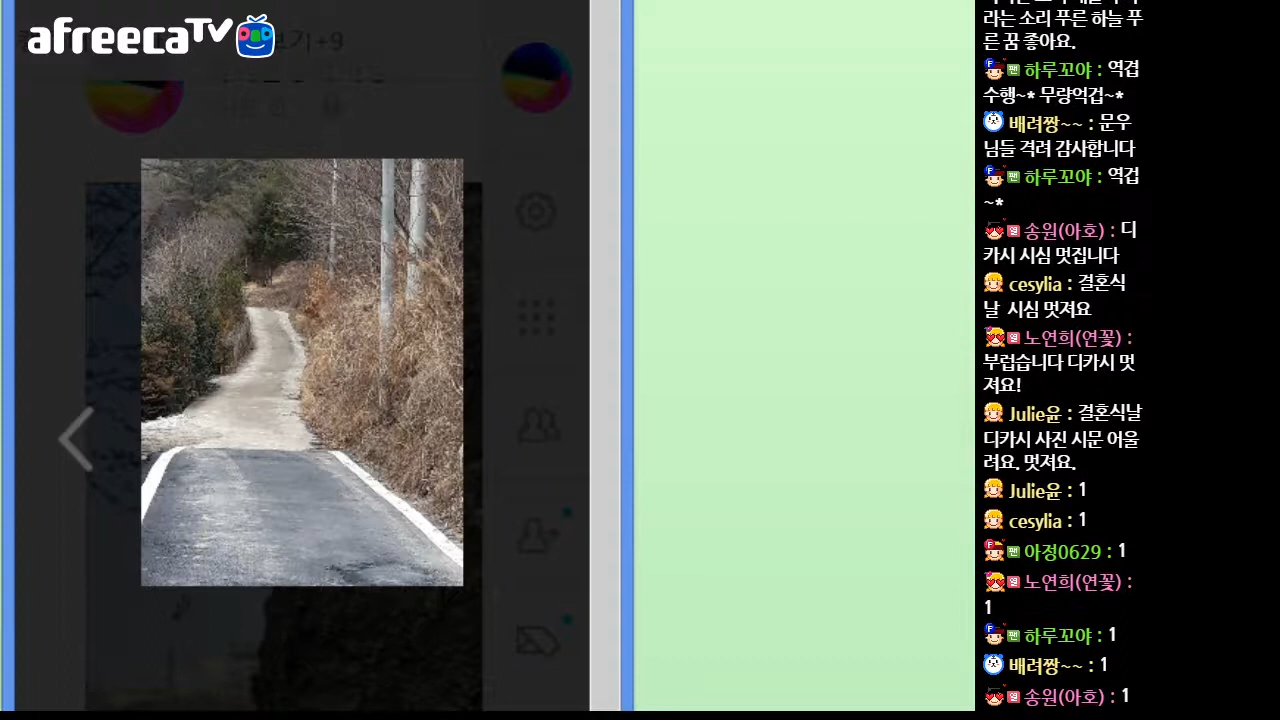 afreecaTV
보기+9
라는 소리 푸른 하늘 푸
른 꿈 좋아요.
하루꼬야 : 역겁
수행~* 무량억겁~*
배려짱~~ : 문우
님들 격려 감사합니다
하루꼬야 : 역겁
~*
송원(아호) : 디
카시 시심 멋집니다
cesylia : 결혼식
날 시심 멋져요
노연희(연꽃) :
부럽습니다 디카시 멋
져요!
Julie윤 : 결혼식날
디카시 사진 시문 어울
려요. 멋져요.
Julie윤 : 1
cesylia : 1
아정0629 : 1
노연희(연꽃) :
1
하루꼬야 : 1
배려짱~~ : 1
송원(아호) : 1